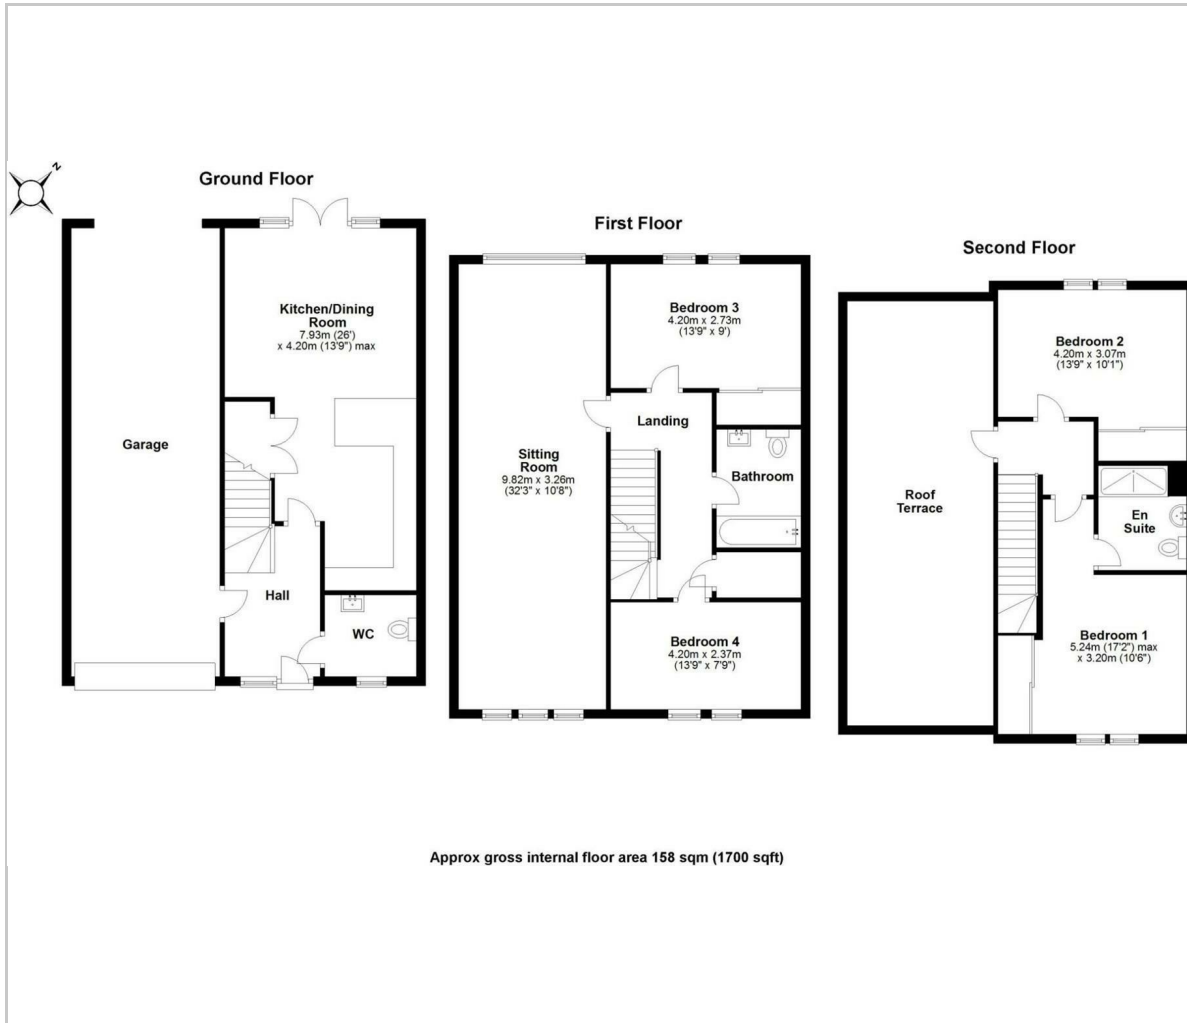 N
Ground Floor
Kitchen/Dining
Room
7.93m (26')
x 4.20m (13'9") max
Garage
Hall
WC
First Floor
Bedroom 3
4.20m x 2.73m
(13'9" x 9')
Landing
Sitting
Room
9.82m x 3.26m
(32'3" x 10'8")
Bathroom
Bedroom 4
4.20m x 2.37m
(13'9" x 7'9")
Second Floor
Bedroom 2
4.20m x 3.07m
(13'9" x 10'1")
Roof
Terrace
En
Suite
Bedroom 1
5.24m (17'2") max
x 3.20m (10'6")
Approx gross internal floor area 158 sqm (1700 sqft)